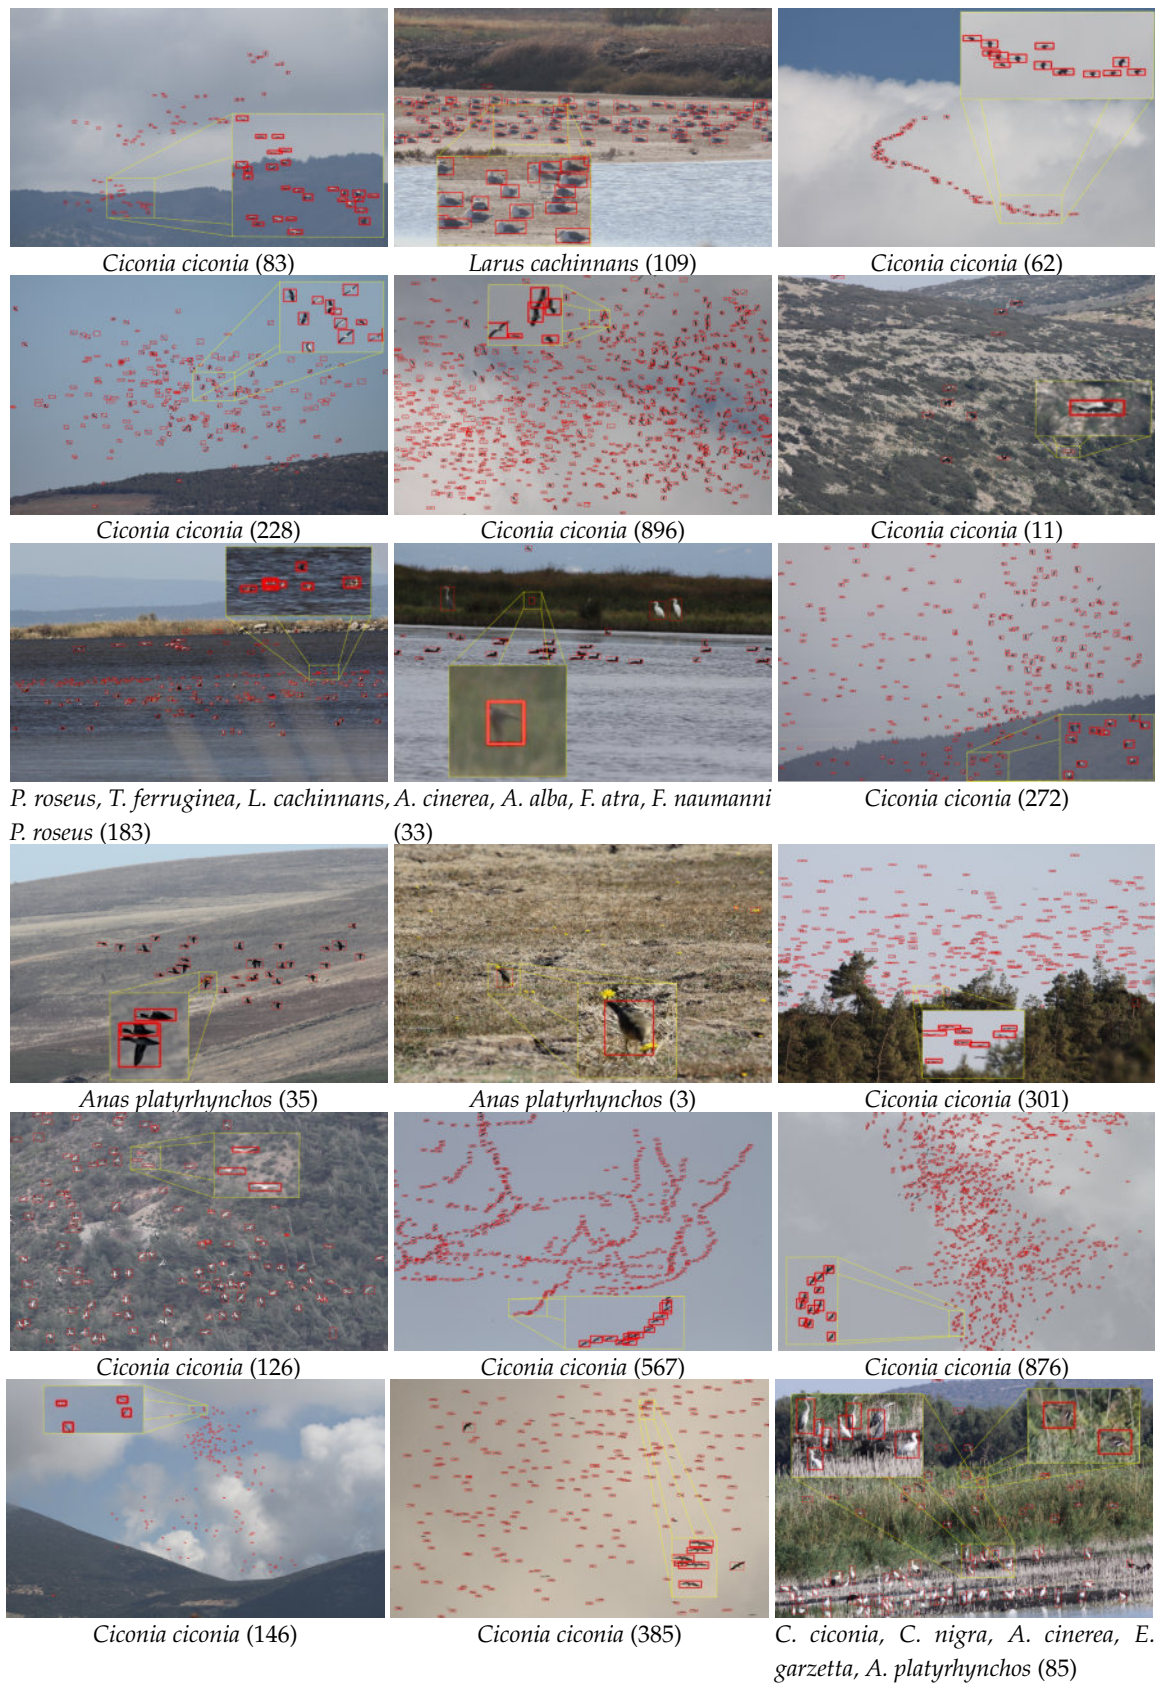 Ciconia ciconia (83)
Larus cachinnans (109)
Ciconia ciconia (62)
Ciconia ciconia (228)
Ciconia ciconia (896)
Ciconia ciconia (11)
P. roseus, T. ferruginea, L. cachinnans,
P. roseus (183)
A. cinerea, A. alba, F. atra, F. naumanni
(33)
Ciconia ciconia (272)
Anas platyrhynchos (35)
Anas platyrhynchos (3)
Ciconia ciconia (301)
Ciconia ciconia (126)
Ciconia ciconia (567)
Ciconia ciconia (876)
Ciconia ciconia (146)
Ciconia ciconia (385)
C. ciconia, C. nigra, A. cinerea, E.
garzetta, A. platyrhynchos (85)